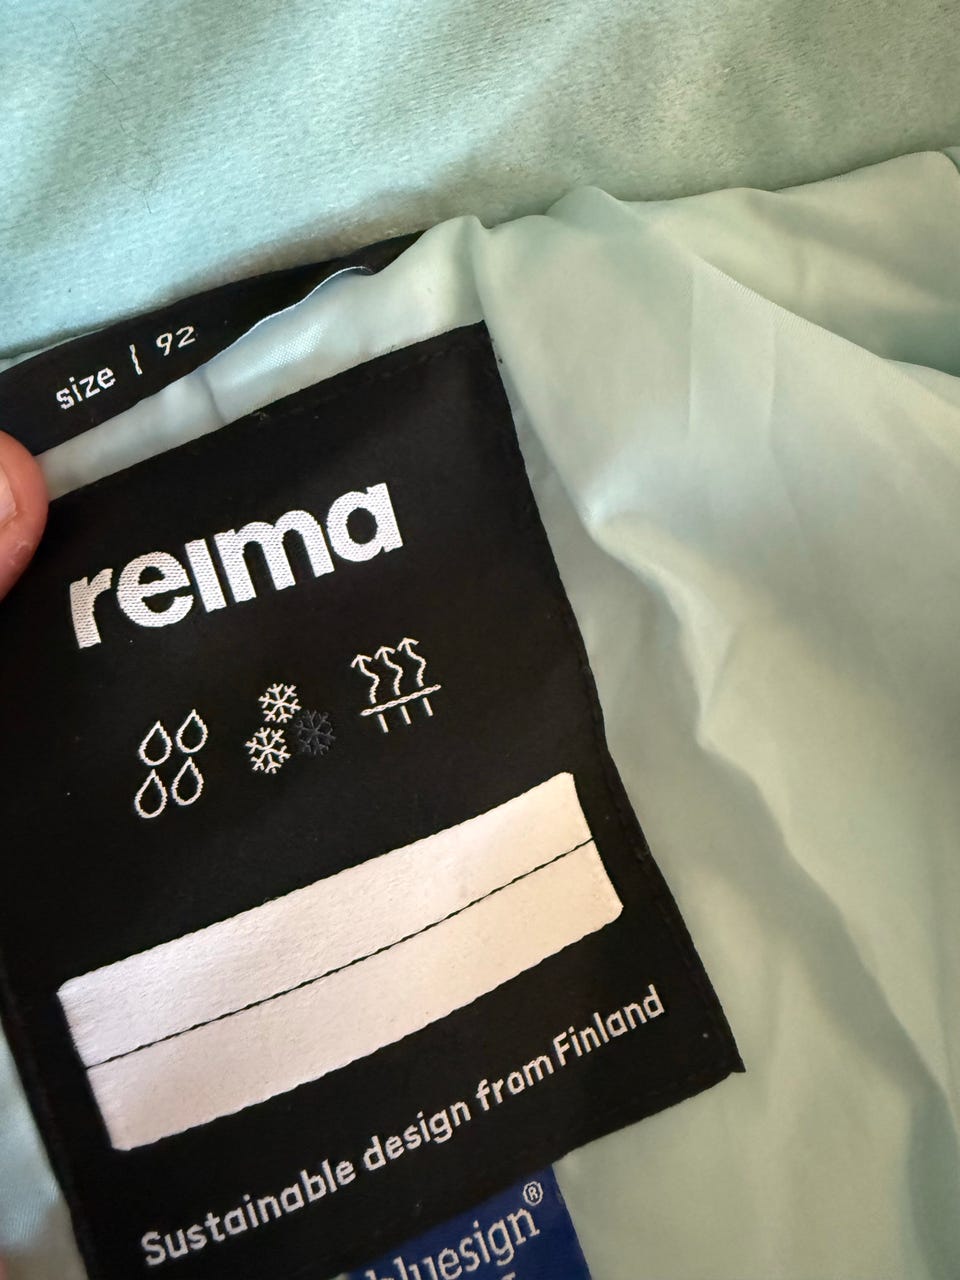 size | 92
reima
Sustainable design from Finland
bluesign®